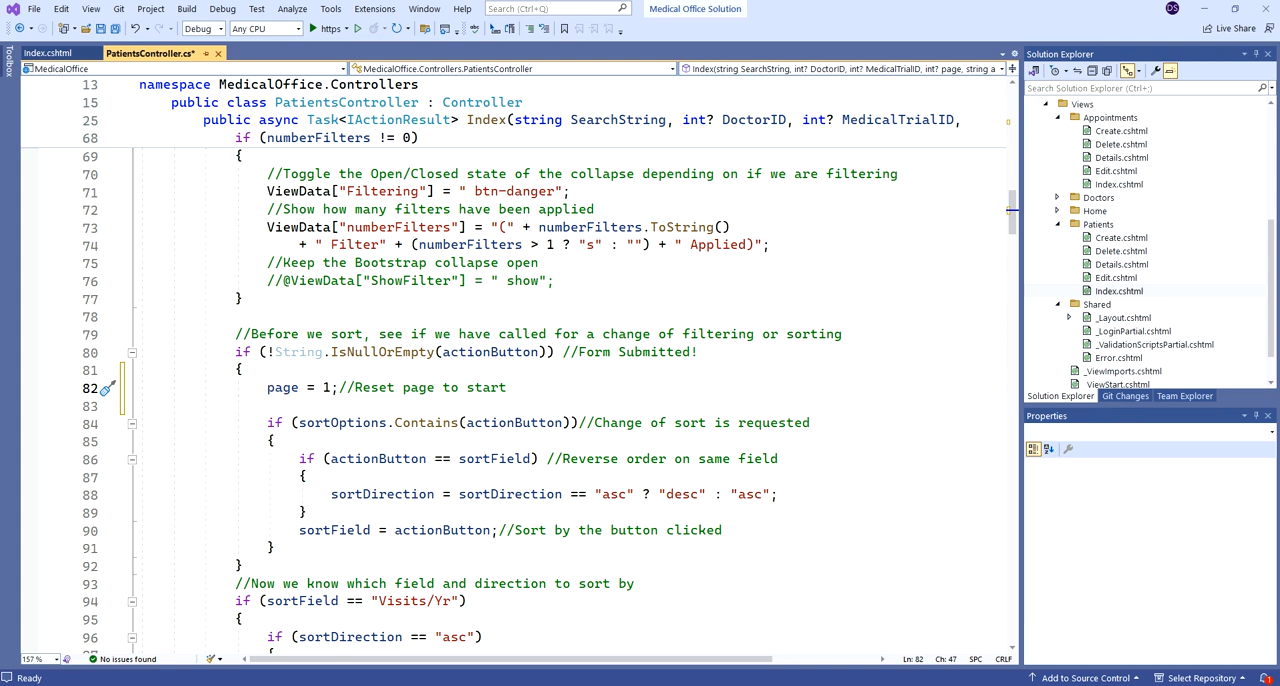 File Edit View Git Project Build Debug Test Analyze Tools Extensions Window Help Search (Ctrl+Q) Medical Office Solution DS
Debug Any CPU https Live Share
Toolbox
Index.cshtml PatientsController.cs*
MedicalOffice MedicalOffice.Controllers.PatientsController Index(string SearchString, int? DoctorID, int? MedicalTrialID, int? page, string a
13 namespace MedicalOffice.Controllers
15 public class PatientsController : Controller
25 public async Task<IActionResult> Index(string SearchString, int? DoctorID, int? MedicalTrialID,
68 if (numberFilters != 0)
69 {
70 //Toggle the Open/Closed state of the collapse depending on if we are filtering
71 ViewData["Filtering"] = " btn-danger";
72 //Show how many filters have been applied
73 ViewData["numberFilters"] = "(" + numberFilters.ToString()
74 + " Filter" + (numberFilters > 1 ? "s" : "") + " Applied)";
75 //Keep the Bootstrap collapse open
76 //@ViewData["ShowFilter"] = " show";
77 }
78
79 //Before we sort, see if we have called for a change of filtering or sorting
80 if (!String.IsNullOrEmpty(actionButton)) //Form Submitted!
81 {
82 page = 1;//Reset page to start
83
84 if (sortOptions.Contains(actionButton))//Change of sort is requested
85 {
86 if (actionButton == sortField) //Reverse order on same field
87 {
88 sortDirection = sortDirection == "asc" ? "desc" : "asc";
89 }
90 sortField = actionButton;//Sort by the button clicked
91 }
92 }
93 //Now we know which field and direction to sort by
94 if (sortField == "Visits/Yr")
95 {
96 if (sortDirection == "asc")
157 % No issues found Ln: 82 Ch: 47 SPC CRLF
Solution Explorer
Search Solution Explorer (Ctrl+;)
Views
Appointments
Create.cshtml
Delete.cshtml
Details.cshtml
Edit.cshtml
Index.cshtml
Doctors
Home
Patients
Create.cshtml
Delete.cshtml
Details.cshtml
Edit.cshtml
Index.cshtml
Shared
_Layout.cshtml
_LoginPartial.cshtml
_ValidationScriptsPartial.cshtml
Error.cshtml
_ViewImports.cshtml
_ViewStart.cshtml
Solution Explorer Git Changes Team Explorer
Properties
Ready Add to Source Control Select Repository 1